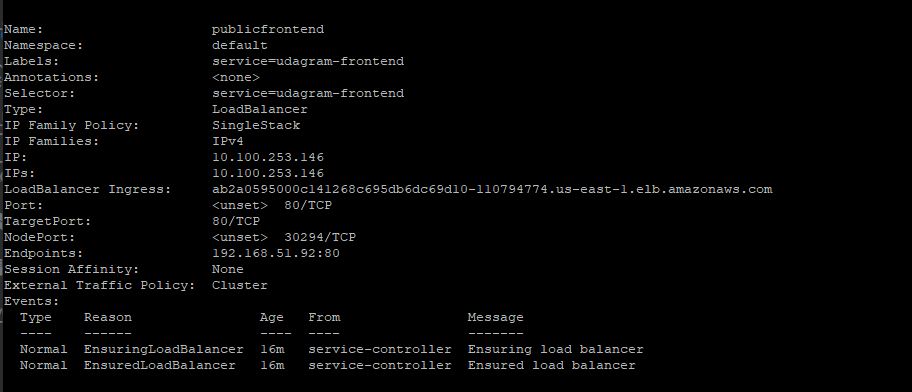 Name: publicfrontend
Namespace: default
Labels: service=udagram-frontend
Annotations: <none>
Selector: service=udagram-frontend
Type: LoadBalancer
IP Family Policy: SingleStack
IP Families: IPv4
IP: 10.100.253.146
IPs: 10.100.253.146
LoadBalancer Ingress: ab2a0595000c141268c695db6dc69d10-110794774.us-east-1.elb.amazonaws.com
Port: <unset> 80/TCP
TargetPort: 80/TCP
NodePort: <unset> 30294/TCP
Endpoints: 192.168.51.92:80
Session Affinity: None
External Traffic Policy: Cluster
Events:
Type Reason Age From Message
---- ------ ---- ---- -------
Normal EnsuringLoadBalancer 16m service-controller Ensuring load balancer
Normal EnsuredLoadBalancer 16m service-controller Ensured load balancer